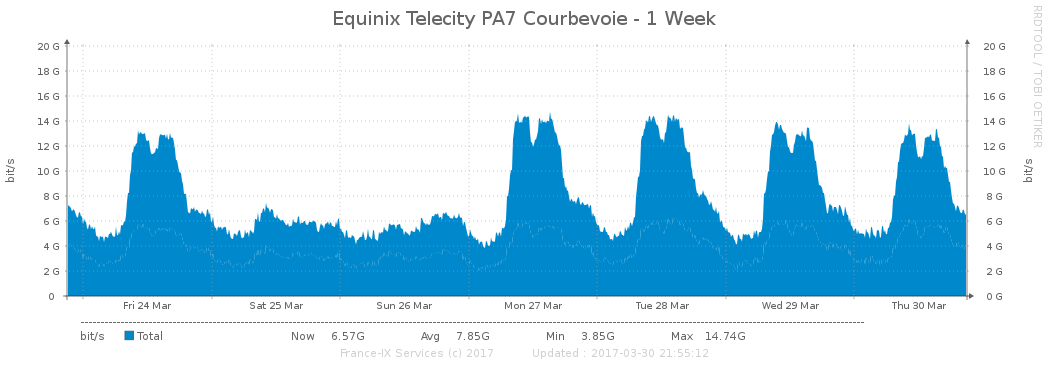 Equinix Telecity PA7 Courbevoie - 1 Week
RRDTOOL / TOBI OETIKER
bit/s
20 G
18 G
16 G
14 G
12 G
10 G
8 G
6 G
4 G
2 G
0
20 G
18 G
16 G
14 G
12 G
10 G
8 G
6 G
4 G
2 G
0 G
bit/s
Fri 24 Mar Sat 25 Mar Sun 26 Mar Mon 27 Mar Tue 28 Mar Wed 29 Mar Thu 30 Mar
bit/s Total Now 6.57G Avg 7.85G Min 3.85G Max 14.74G
France-IX Services (c) 2017 Updated : 2017-03-30 21:55:12